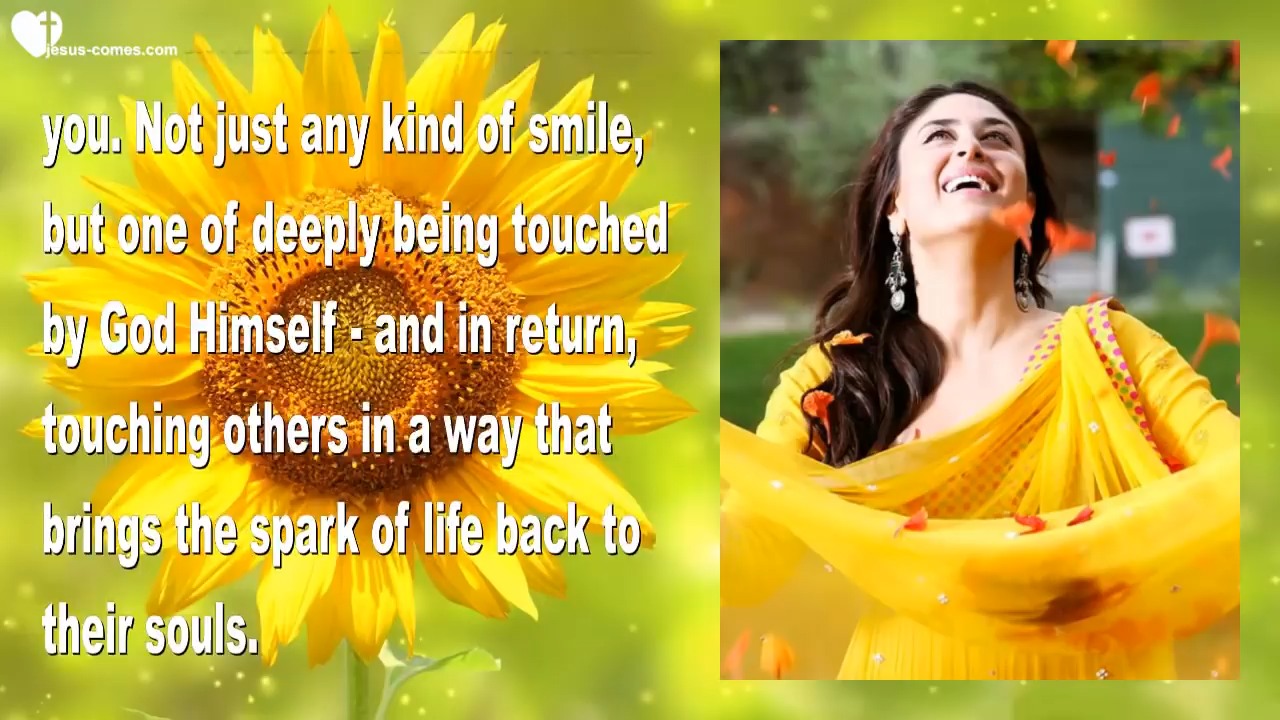 jesus-comes.com
you. Not just any kind of smile,
but one of deeply being touched
by God Himself - and in return,
touching others in a way that
brings the spark of life back to
their souls.